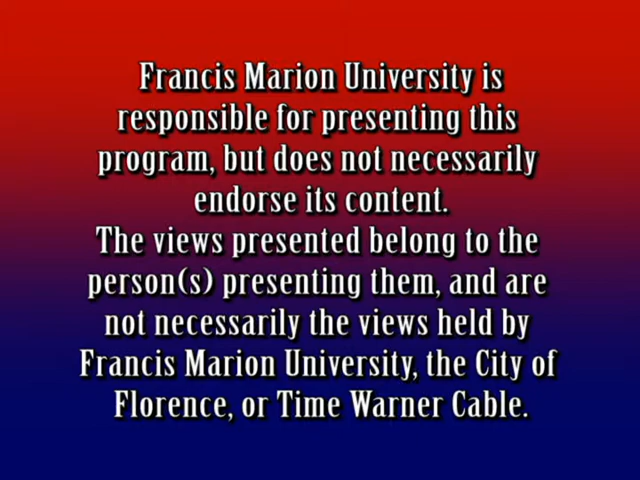 Francis Marion University is
responsible for presenting this
program, but does not necessarily
endorse its content.
The views presented belong to the
person(s) presenting them, and are
not necessarily the views held by
Francis Marion University, the City of
Florence, or Time Warner Cable.